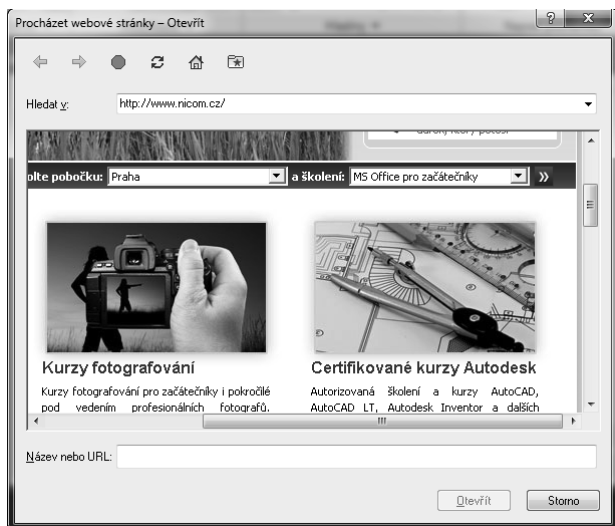 Procházet webové stránky – Otevřít
Hledat v: http://www.nicom.cz/
olte pobočku: Praha a školení: MS Office pro začátečníky »
Kurzy fotografování Certifikované kurzy Autodesk
Kurzy fotografování pro začátečníky i pokročilé Autorizovaná školení a kurzy AutoCAD,
pod vedením profesionálních fotografů. AutoCAD LT, Autodesk Inventor a dalších
Název nebo URL:
Otevřít Storno